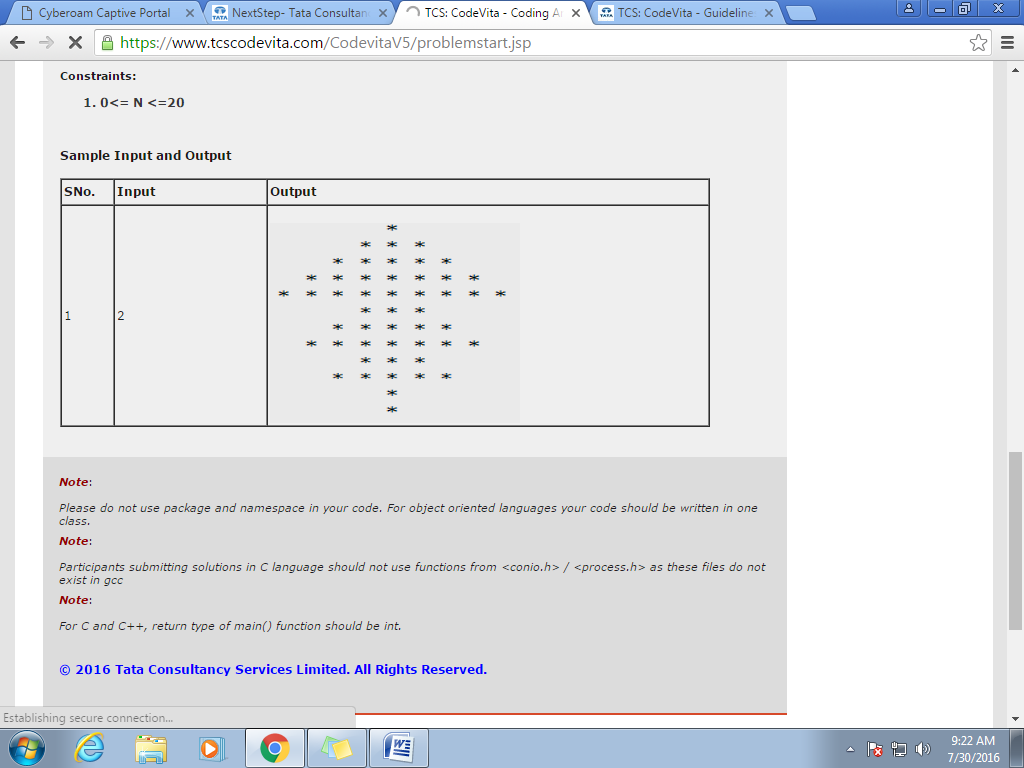 Cyberoam Captive Portal
NextStep- Tata Consultan
TCS: CodeVita - Coding A
TCS: CodeVita - Guideline
https://www.tcscodevita.com/CodevitaV5/problemstart.jsp
Constraints:
1. 0<= N <=20
Sample Input and Output
SNo. Input Output
*
* * *
* * * * *
* * * * * * *
* * * * * * * * *
* * *
1 2
* * * * *
* * * * * * *
* * *
* * * * *
*
*
Note:
Please do not use package and namespace in your code. For object oriented languages your code should be written in one
class.
Note:
Participants submitting solutions in C language should not use functions from <conio.h> / <process.h> as these files do not
exist in gcc
Note:
For C and C++, return type of main() function should be int.
© 2016 Tata Consultancy Services Limited. All Rights Reserved.
Establishing secure connection...
9:22 AM
7/30/2016